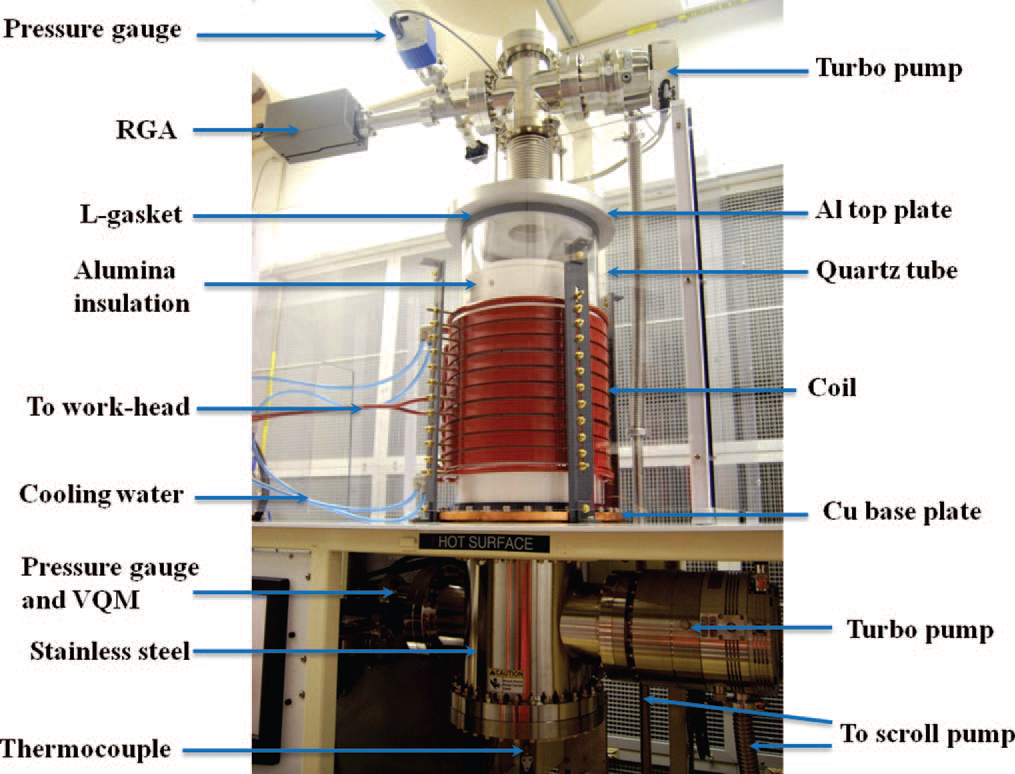 Pressure gauge
Turbo pump
RGA
L-gasket
Al top plate
Alumina
insulation
Quartz tube
Coil
To work-head
Cooling water
Cu base plate
HOT SURFACE
Pressure gauge
and VQM
Turbo pump
Stainless steel
CAUTION
To scroll pump
Thermocouple